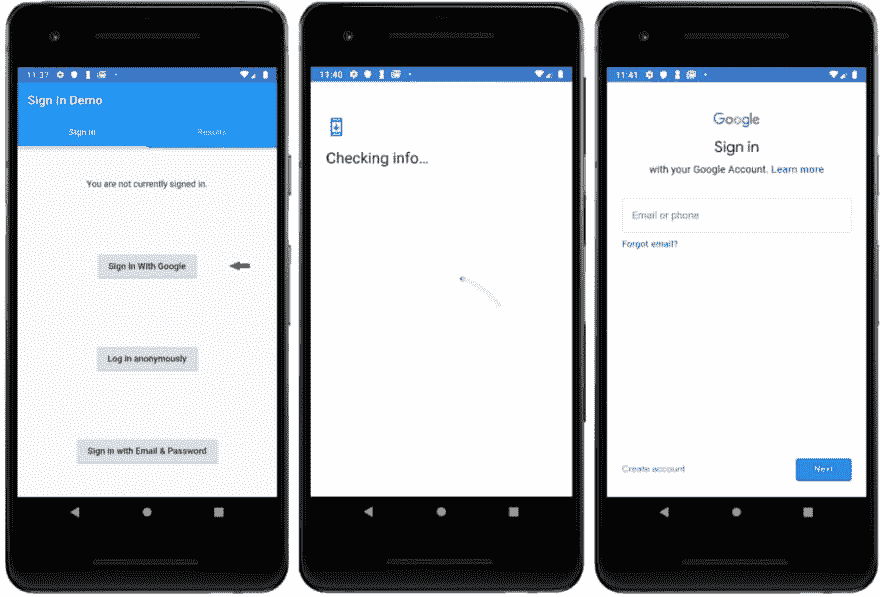 11:37
Sign In Demo
Sign In
Results
You are not currently signed in.
Sign In With Google
Log in anonymously
Sign in with Email & Password
11:40
Checking info...
11:41
Google
Sign in
with your Google Account. Learn more
Email or phone
Forgot email?
Create account
Next